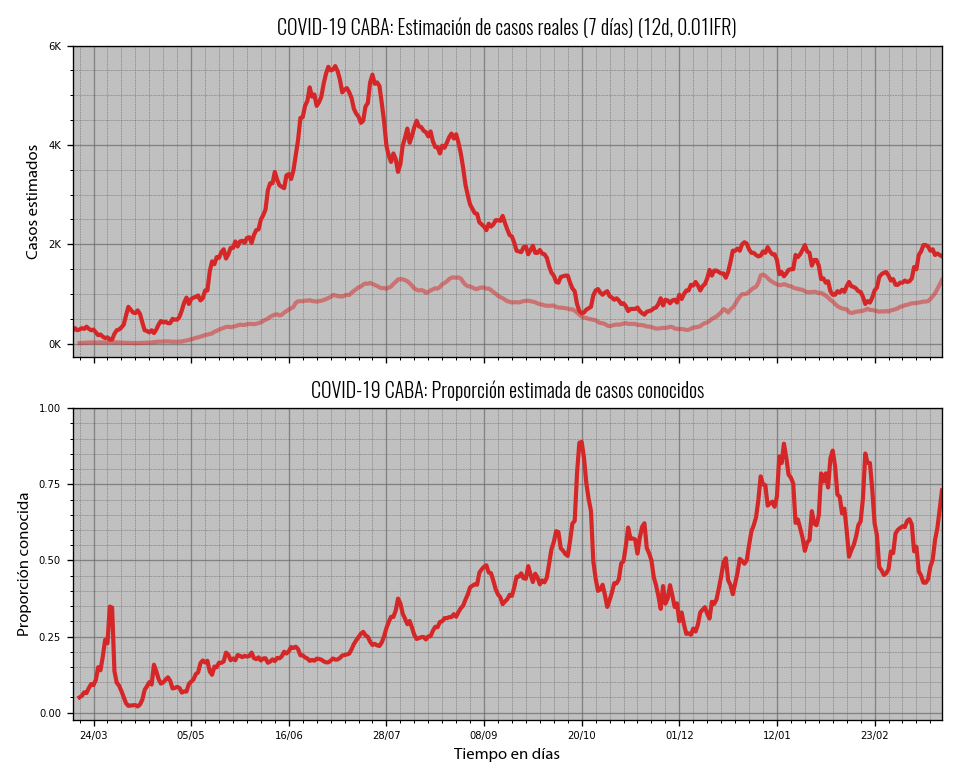 COVID-19 CABA: Estimación de casos reales (7 días) (12d, 0.01IFR)
6K
4K
2K
0K
Casos estimados
COVID-19 CABA: Proporción estimada de casos conocidos
1.00
0.75
0.50
0.25
0.00
Proporción conocida
24/03 05/05 16/06 28/07 08/09 20/10 01/12 12/01 23/02
Tiempo en días